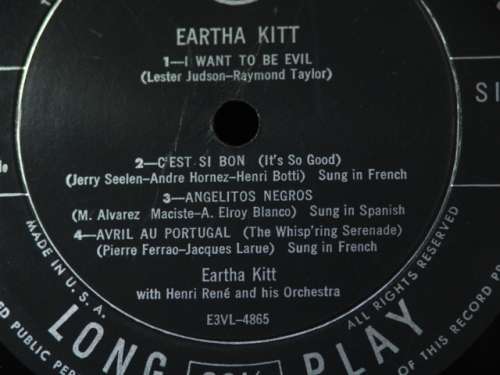 EARTHA KITT
1—I WANT TO BE EVIL
(Lester Judson-Raymond Taylor)
2—C'EST SI BON (It's So Good)
(Jerry Seelen-Andre Hornez-Henri Botti) Sung in French
3—ANGELITOS NEGROS
(M. Alvarez Maciste-A. Elroy Blanco) Sung in Spanish
4—AVRIL AU PORTUGAL (The Whisp'ring Serenade)
(Pierre Ferrao-Jacques Larue) Sung in French
Eartha Kitt
with Henri René and his Orchestra
E3VL-4865
MADE IN U. S. A.
ALL RIGHTS RESERVED
LONG PLAY
PUBLIC
OF THIS RECORD